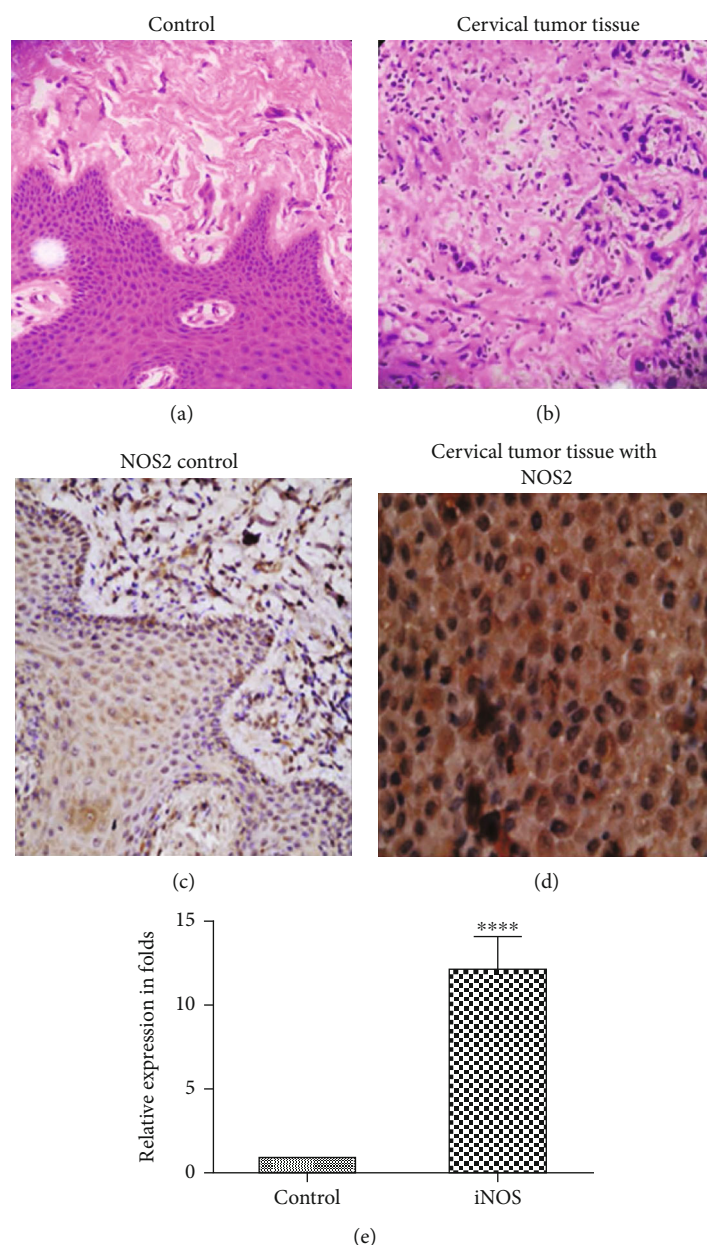 Control
Cervical tumor tissue
(a)
(b)
NOS2 control
Cervical tumor tissue with
NOS2
(c)
(d)
Relative expression in folds
15
10
5
0
****
Control
iNOS
(e)